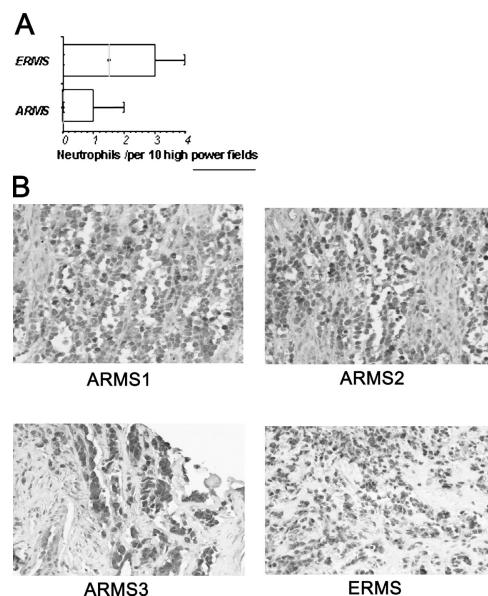 A
ERMS
ARMS
0 1 2 3 4
Neutrophils /per 10 high power fields
B
ARMS1
ARMS2
ARMS3
ERMS